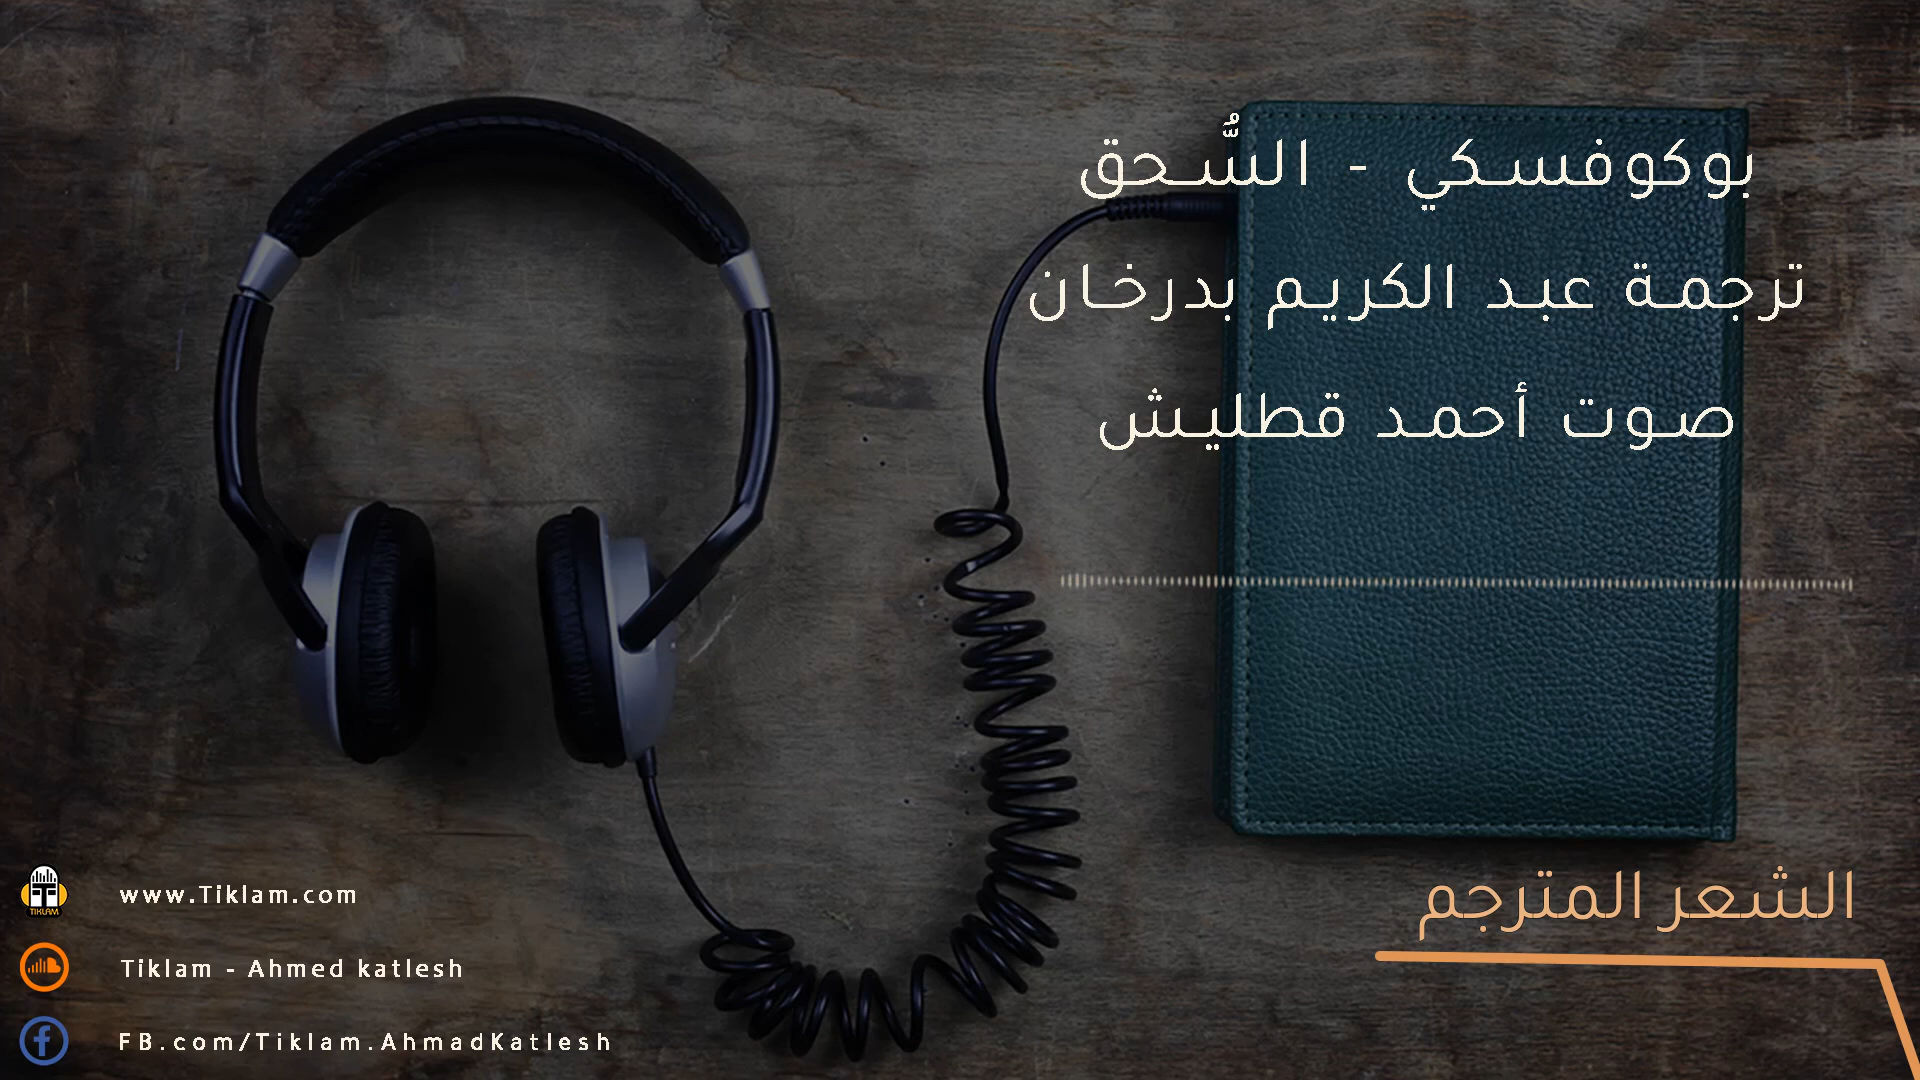 بوكوفسكي - السُّحق
ترجمة عبد الكريم بدرخان
صوت أحمد قطليش
الشعر المترجم
TIKLAM
www.Tiklam.com
Tiklam - Ahmed katlesh
FB.com/Tiklam.AhmadKatlesh